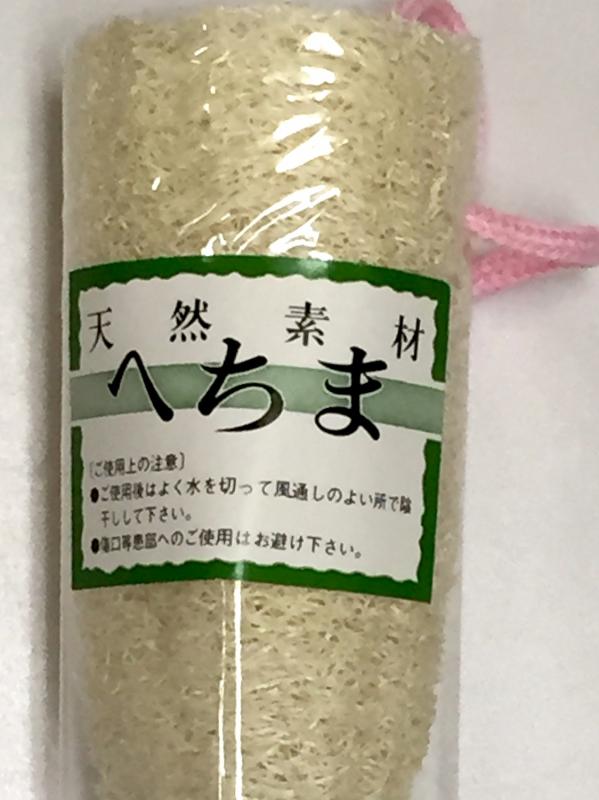 天然素材
へちま
〔ご使用上の注意〕
●ご使用後はよく水を切って風通しのよい所で陰
干しして下さい。
●傷口等患部へのご使用はお避け下さい。